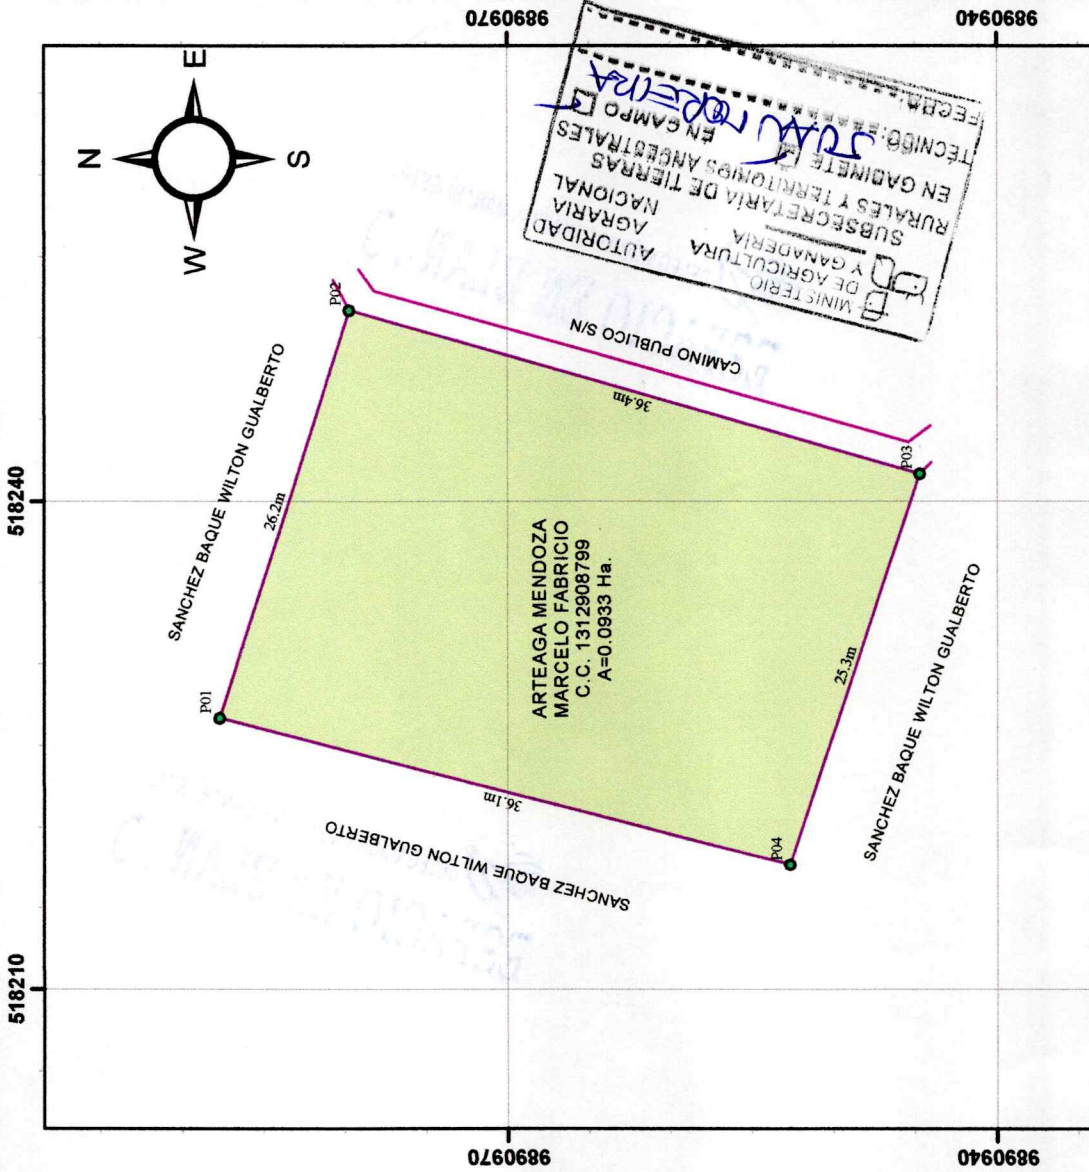 518210
518240
9890970
9890940
N
W
E
S
SANCHEZ BAQUE WILTON GUALBERTO
P01
26.2m
P02
CAMINO PUBLICO S/N
36.4m
36.1m
SANCHEZ BAQUE WILTON GUALBERTO
ARTEAGA MENDOZA
MARCELO FABRICIO
C.C. 1312908799
A=0.0933 Ha.
P04
25.3m
P03
SANCHEZ BAQUE WILTON GUALBERTO
9890970
9890940
MINISTERIO
DE AGRICULTURA
Y GANADERÍA
AUTORIDAD
AGRARIA
NACIONAL
SUBSECRETARÍA DE TIERRAS
RURALES Y TERRITORIOS ANCESTRALES
EN GABINETE EN CAMPO
TÉCNICO: JUAN MOREIRA
FECHA: